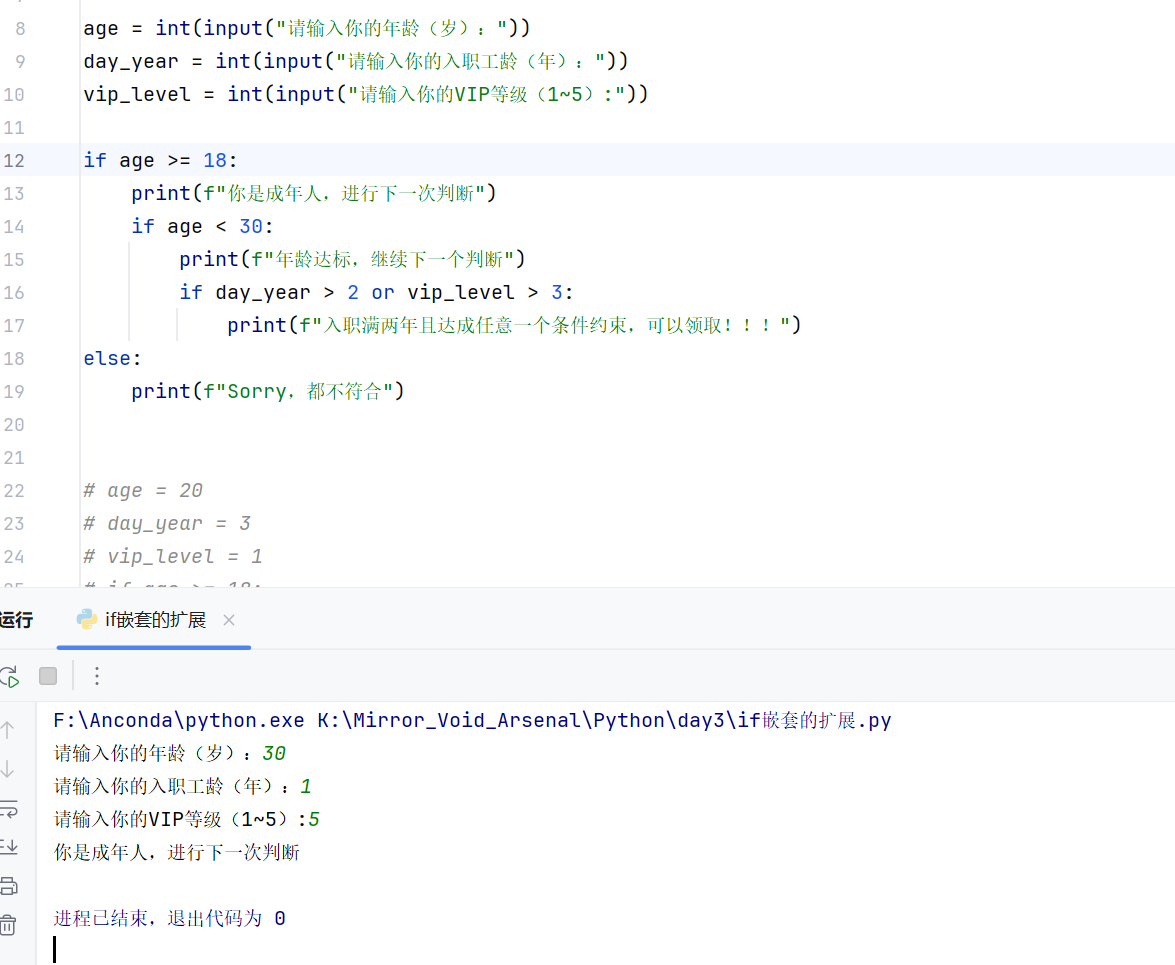 8 age = int(input("请输入你的年龄（岁）："))
9 day_year = int(input("请输入你的入职工龄（年）："))
10 vip_level = int(input("请输入你的VIP等级（1~5）:"))
11
12 if age >= 18:
13 print(f"你是成年人，进行下一次判断")
14 if age < 30:
15 print(f"年龄达标，继续下一个判断")
16 if day_year > 2 or vip_level > 3:
17 print(f"入职满两年且达成任意一个条件约束，可以领取！！！")
18 else:
19 print(f"Sorry，都不符合")
20
21
22 # age = 20
23 # day_year = 3
24 # vip_level = 1
25 # if age >= 18:
运行 if嵌套的扩展
F:\Anconda\python.exe K:\Mirror_Void_Arsenal\Python\day3\if嵌套的扩展.py
请输入你的年龄（岁）：30
请输入你的入职工龄（年）：1
请输入你的VIP等级（1~5）:5
你是成年人，进行下一次判断
进程已结束，退出代码为 0